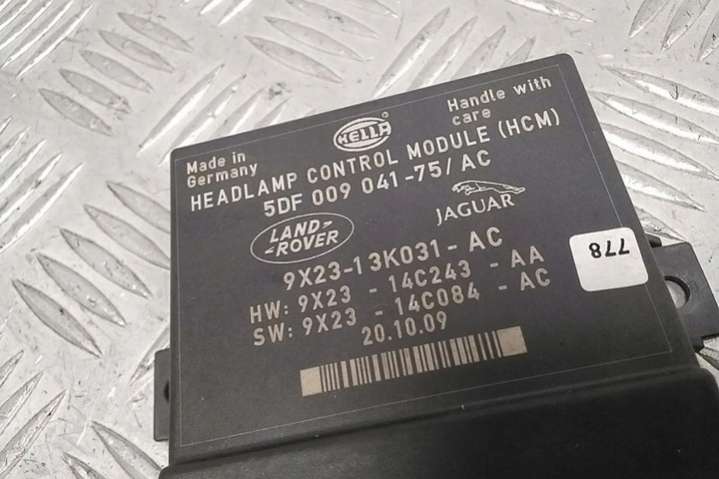 Made in
Germany
HELLA
Handle with
care
HEADLAMP CONTROL MODULE (HCM)
5DF 009 041-75/AC
LAND-
-ROVER
JAGUAR
9X23-13K031-AC
HW: 9X23 - 14C243 - AA
SW: 9X23 - 14C084 - AC
20.10.09
778